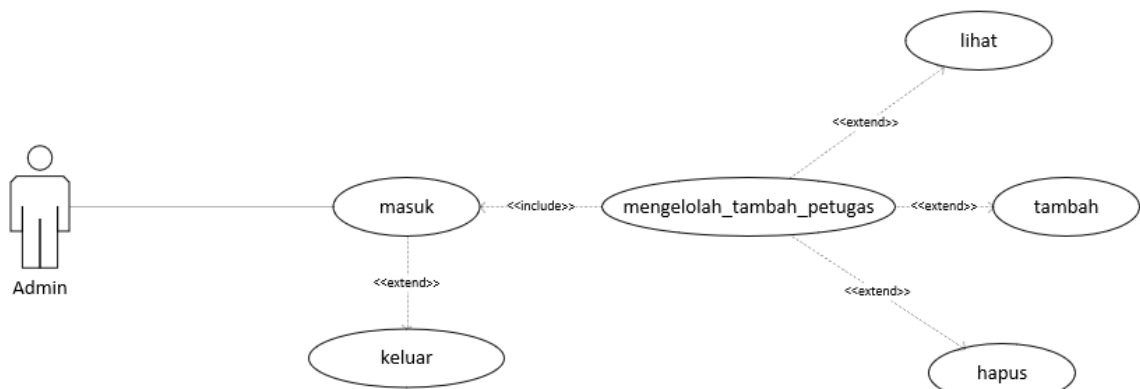 lihat
<<extend>>
masuk
<<include>>
mengelolah_tambah_petugas
<<extend>>
tambah
Admin
<<extend>>
<<extend>>
keluar
hapus